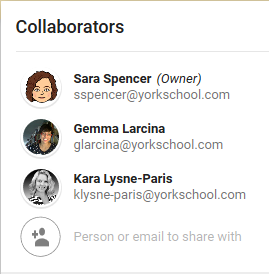 Collaborators
Sara Spencer (Owner)
sspencer@yorkschool.com
Gemma Larcina
glarcina@yorkschool.com
Kara Lysne-Paris
klysne-paris@yorkschool.com
Person or email to share with